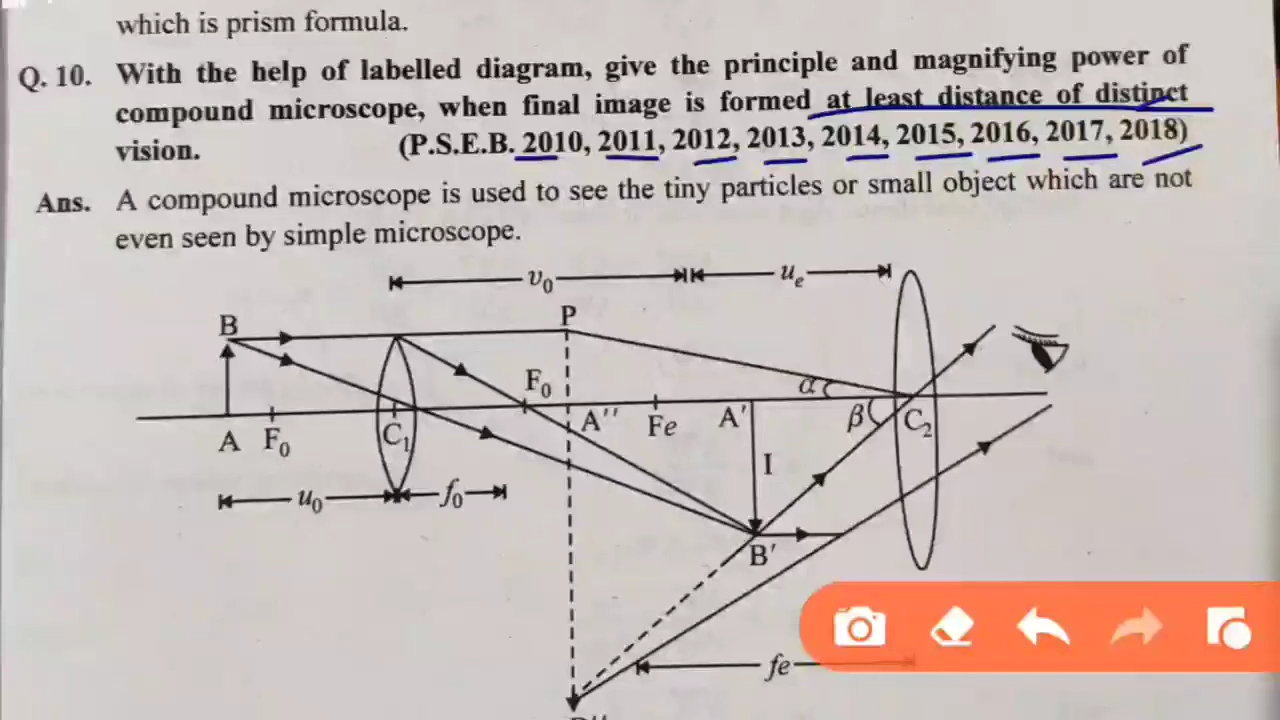 which is prism formula.
Q. 10. With the help of labelled diagram, give the principle and magnifying power of
compound microscope, when final image is formed at least distance of distinct
vision. (P.S.E.B. 2010, 2011, 2012, 2013, 2014, 2015, 2016, 2017, 2018)
Ans. A compound microscope is used to see the tiny particles or small object which are not
even seen by simple microscope.
v₀ uₑ
B P
F₀ α
A F₀ C₁ A'' Fe A' β C₂
I
u₀ f₀
B'
fe